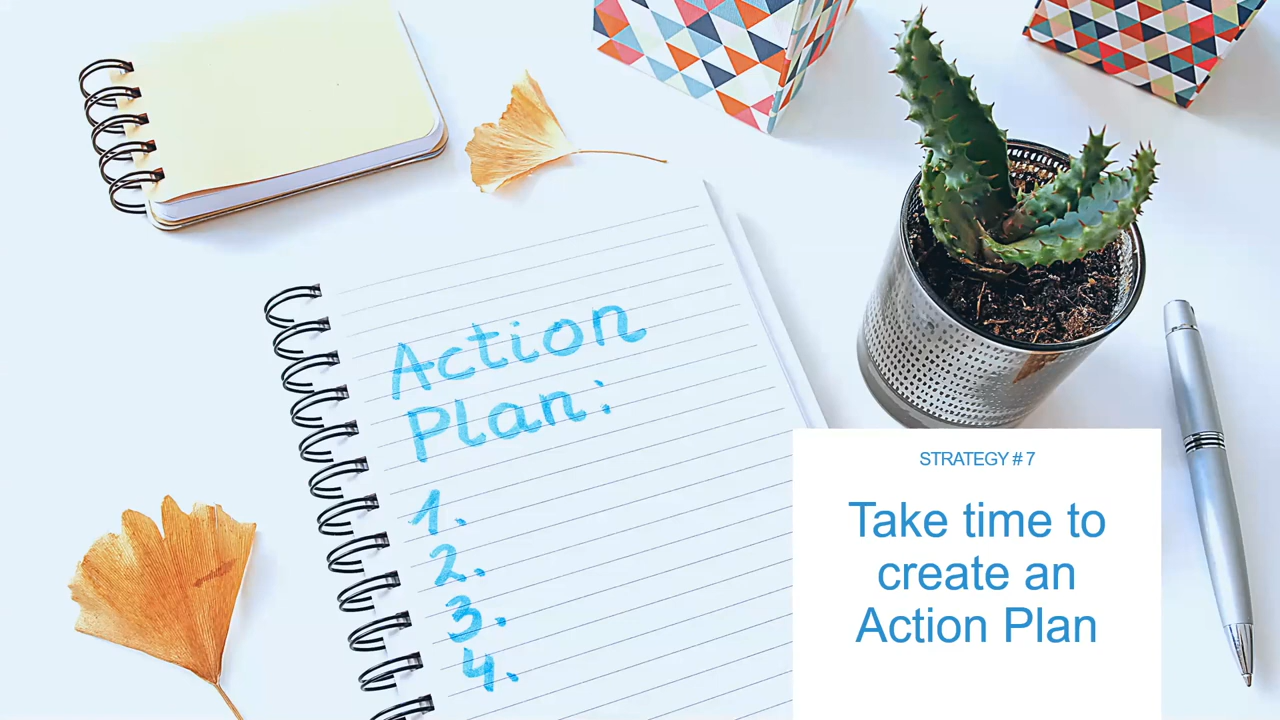 Action
Plan:
1.
2.
3.
4.
STRATEGY # 7
Take time to
create an
Action Plan